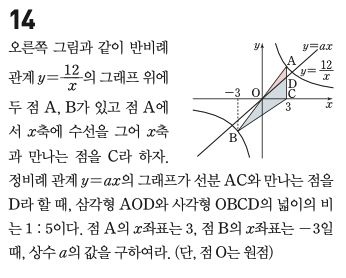 14
오른쪽 그림과 같이 반비례
관계 y=12/x의 그래프 위에
두 점 A, B가 있고 점 A에
서 x축에 수선을 그어 x축
과 만나는 점을 C라 하자.
정비례 관계 y=ax의 그래프가 선분 AC와 만나는 점을
D라 할 때, 삼각형 AOD와 사각형 OBCD의 넓이의 비
는 1 : 5이다. 점 A의 x좌표는 3, 점 B의 x좌표는 -3일
때, 상수 a의 값을 구하여라. (단, 점 O는 원점)
y
y=ax
A
y=12/x
D
-3
O
C
3
x
B